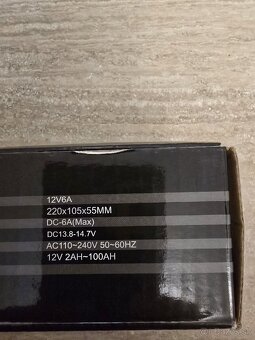 12V6A
220x105x55MM
DC-6A(Max)
DC13.8-14.7V
AC110~240V 50~60HZ
12V 2AH~100AH